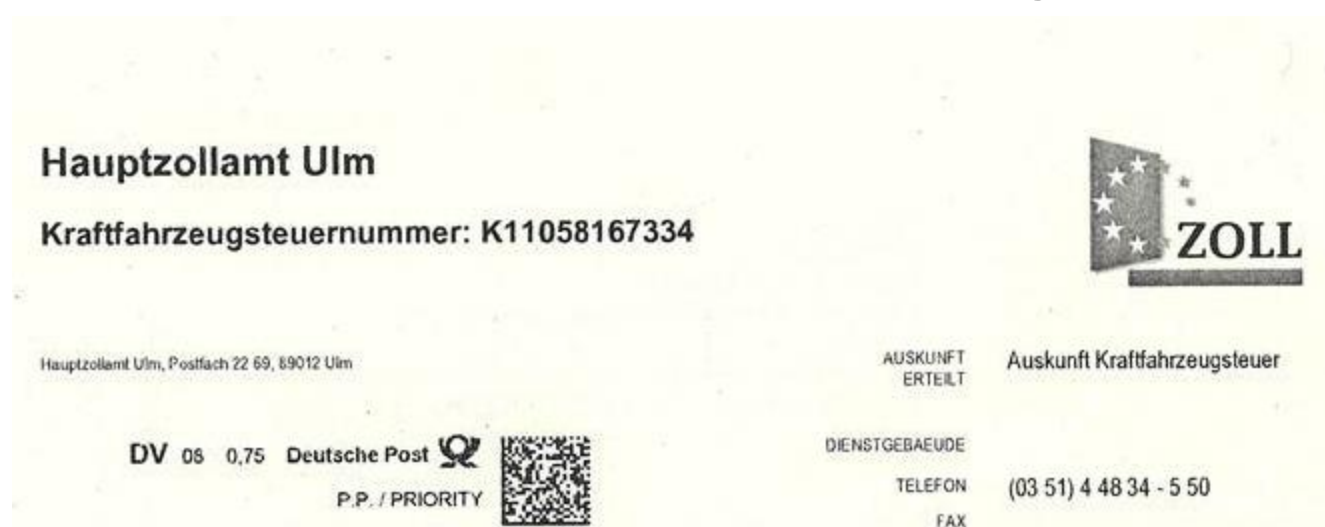 Hauptzollamt Ulm
Kraftfahrzeugsteuernummer: K11058167334
ZOLL
Hauptzollamt Ulm, Postfach 22 69, 89012 Ulm
AUSKUNFT
ERTEILT
Auskunft Kraftfahrzeugsteuer
DV 08 0,75 Deutsche Post
P.P. / PRIORITY
DIENSTGEBAEUDE
TELEFON
(03 51) 4 48 34 - 5 50
FAX